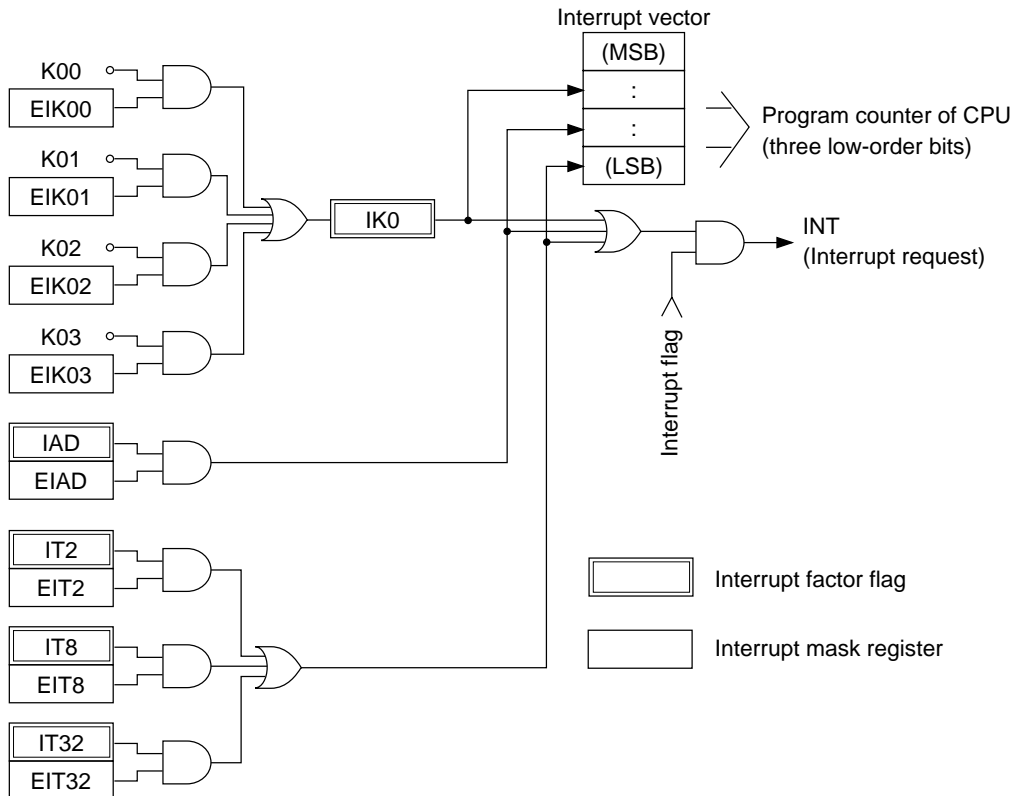 Interrupt vector
(MSB)
:
:
(LSB)
Program counter of CPU
(three low-order bits)
K00
EIK00
K01
EIK01
K02
EIK02
K03
EIK03
IK0
INT
(Interrupt request)
Interrupt flag
IAD
EIAD
IT2
EIT2
IT8
EIT8
IT32
EIT32
Interrupt factor flag
Interrupt mask register